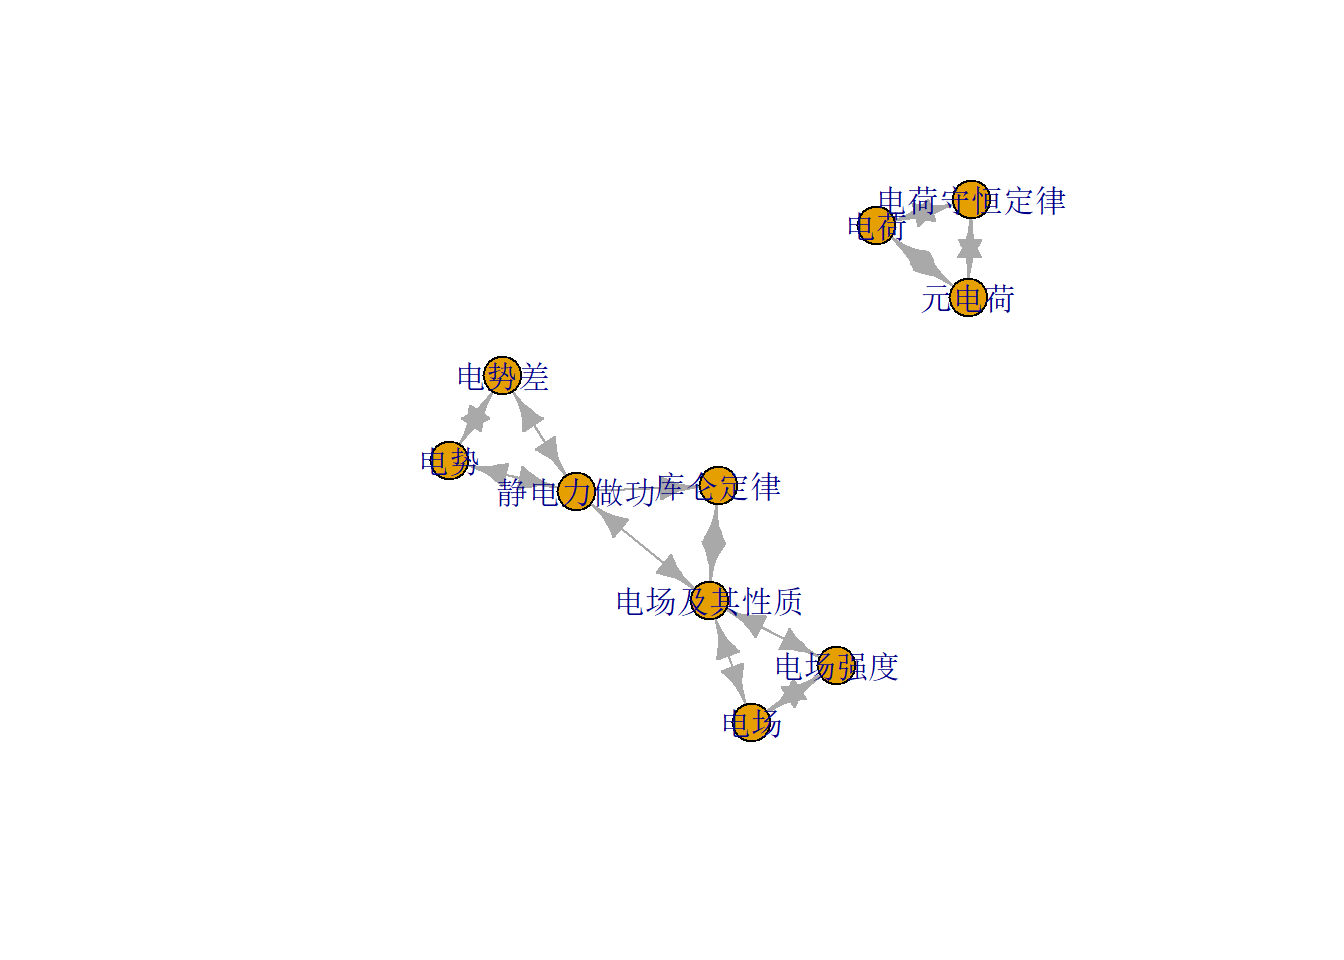 电荷守恒定律
电荷
元电荷
电势差
电势
静电力做功
库仑定律
电场及其性质
电场强度
电场